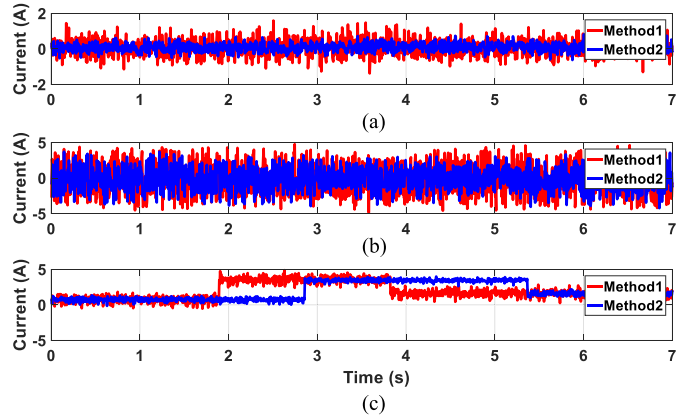 Current (A)
2
0
-2
Method1
Method2
0 1 2 3 4 5 6 7
(a)
Current (A)
5
0
-5
Method1
Method2
0 1 2 3 4 5 6 7
(b)
Current (A)
5
0
-5
Method1
Method2
0 1 2 3 4 5 6 7
Time (s)
(c)